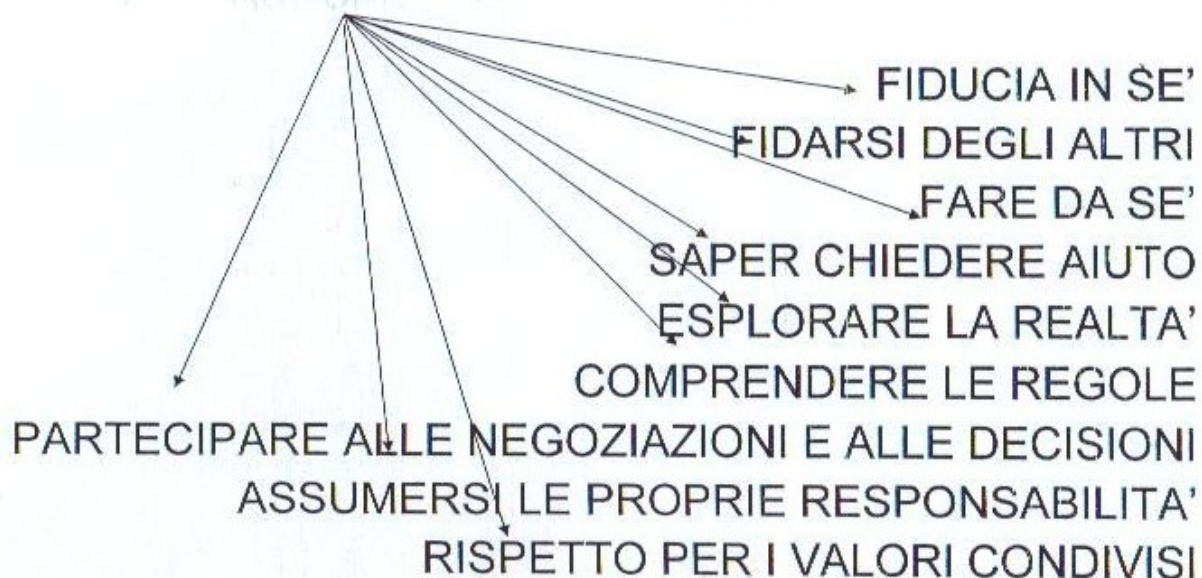 FIDUCIA IN SE'
FIDARSI DEGLI ALTRI
FARE DA SE'
SAPER CHIEDERE AIUTO
ESPLORARE LA REALTA'
COMPRENDERE LE REGOLE
PARTECIPARE ALLE NEGOZIAZIONI E ALLE DECISIONI
ASSUMERSI LE PROPRIE RESPONSABILITA'
RISPETTO PER I VALORI CONDIVISI